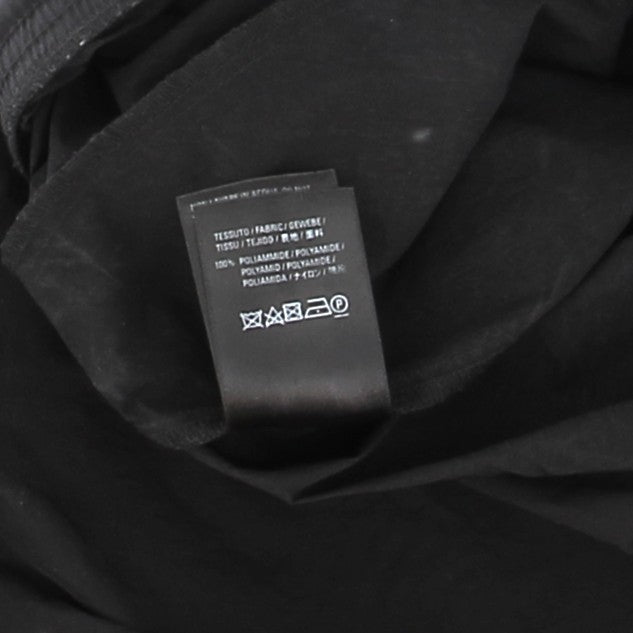 TESSUTO / FABRIC / GEWEBE /
TISSU / TEJIDO / 表地 / 面料
100% POLIAMMIDE / POLYAMIDE /
POLYAMID / POLYAMIDE /
POLIAMIDA / ナイロン / 锦纶
P